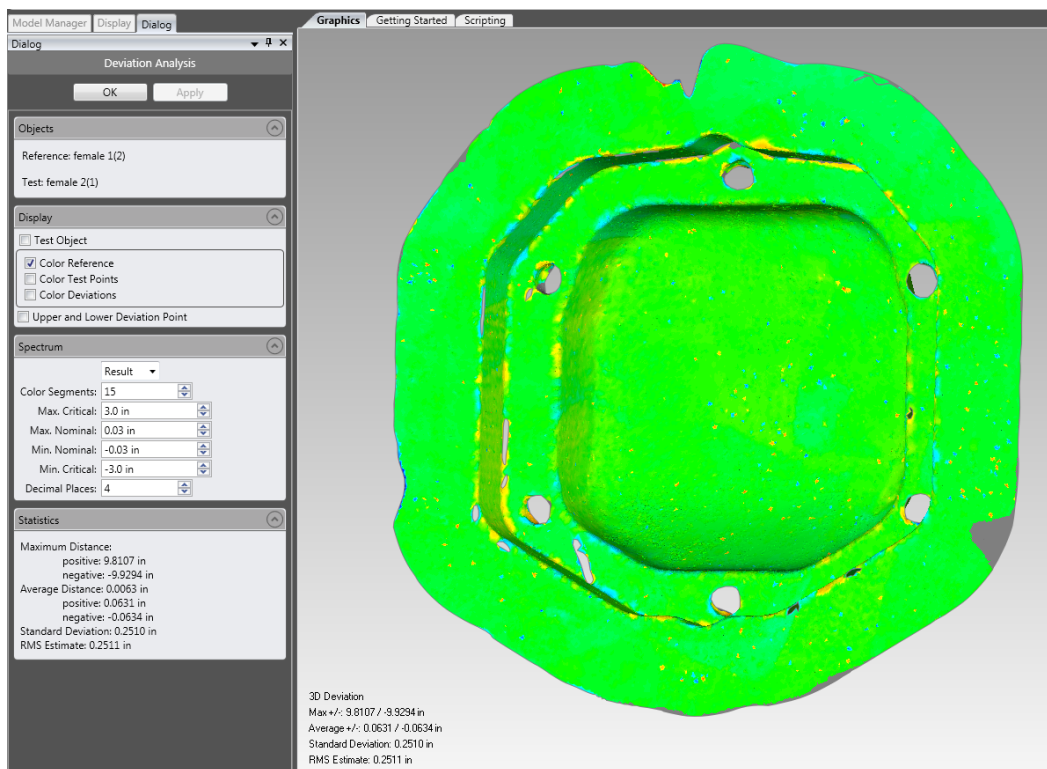 Model Manager Display Dialog
Graphics Getting Started Scripting
Dialog
Deviation Analysis
OK Apply
Objects
Reference: female 1(2)
Test: female 2(1)
Display
Test Object
Color Reference
Color Test Points
Color Deviations
Upper and Lower Deviation Point
Spectrum
Result
Color Segments: 15
Max. Critical: 3.0 in
Max. Nominal: 0.03 in
Min. Nominal: -0.03 in
Min. Critical: -3.0 in
Decimal Places: 4
Statistics
Maximum Distance:
positive: 9.8107 in
negative: -9.9294 in
Average Distance: 0.0063 in
positive: 0.0631 in
negative: -0.0634 in
Standard Deviation: 0.2510 in
RMS Estimate: 0.2511 in
3D Deviation
Max +/-: 9.8107 / -9.9294 in
Average +/-: 0.0631 / -0.0634 in
Standard Deviation: 0.2510 in
RMS Estimate: 0.2511 in